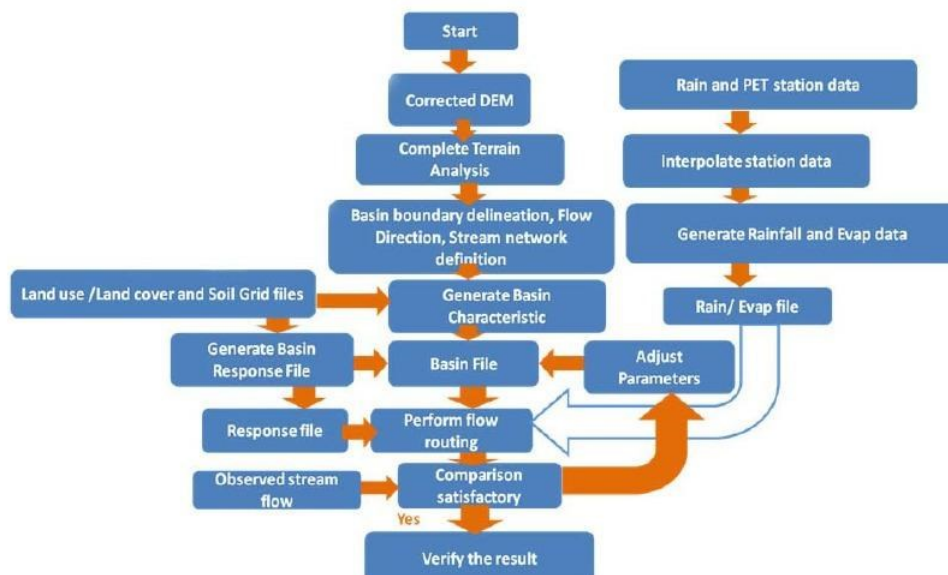 Start
Corrected DEM
Rain and PET station data
Complete Terrain
Analysis
Interpolate station data
Basin boundary delineation, Flow
Direction, Stream network
definition
Generate Rainfall and Evap data
Land use /Land cover and Soil Grid files
Generate Basin
Characteristic
Rain/ Evap file
Generate Basin
Response File
Basin File
Adjust
Parameters
Response file
Perform flow
routing
Observed stream
flow
Comparison
satisfactory
Yes
Verify the result